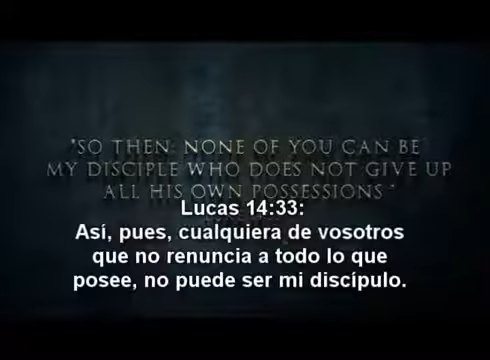 "SO THEN, NONE OF YOU CAN BE
MY DISCIPLE WHO DOES NOT GIVE UP
ALL HIS OWN POSSESSIONS."
Lucas 14:33:
Así, pues, cualquiera de vosotros
que no renuncia a todo lo que
posee, no puede ser mi discípulo.